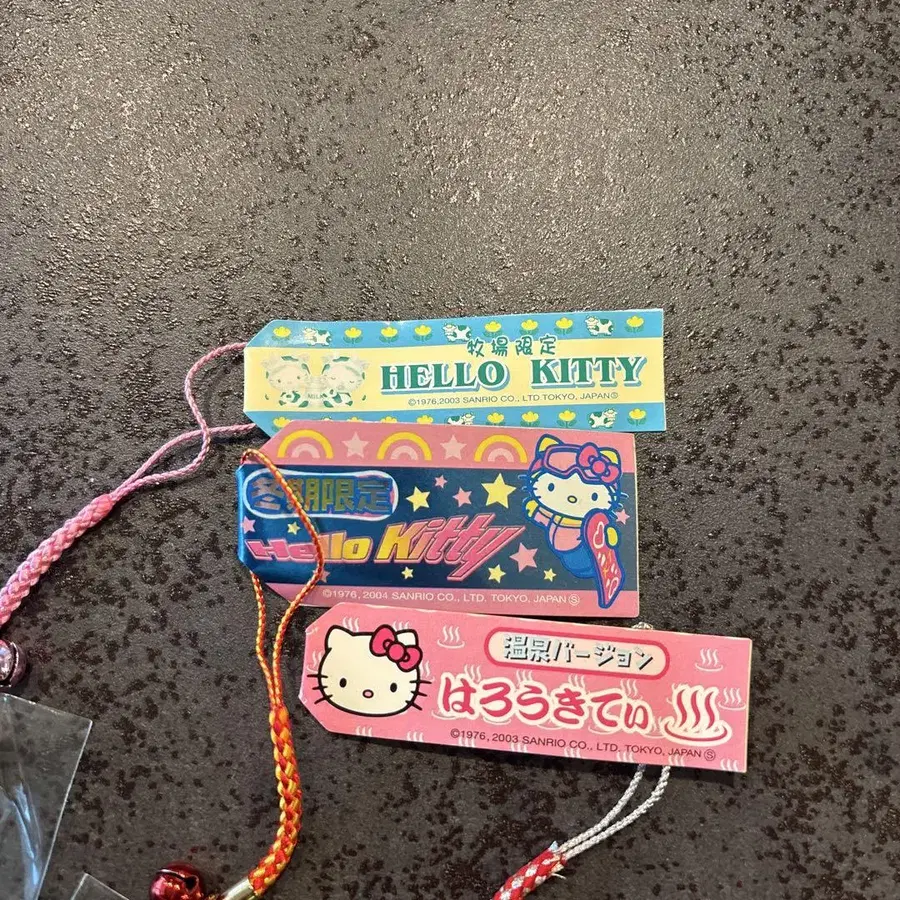 牧場限定
HELLO KITTY
MILK
©1976,2003 SANRIO CO., LTD.TOKYO, JAPAN Ⓢ
冬期限定
Hello Kitty
©1976, 2004 SANRIO CO., LTD. TOKYO, JAPAN Ⓢ
温泉バージョン
はろうきてぃ
©1976, 2003 SANRIO CO., LTD. TOKYO, JAPAN Ⓢ